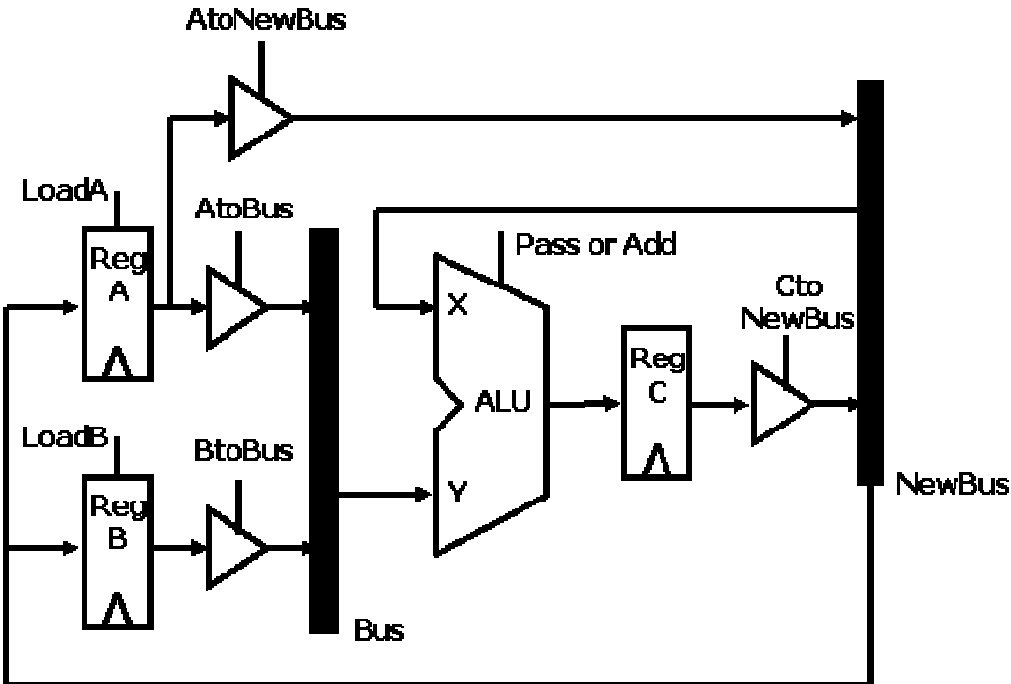 AtoNewBus
LoadA
AtoBus
Reg
A
Pass or Add
X
Cto
NewBus
Reg
C
ALU
LoadB
BtoBus
Y
Reg
B
NewBus
Bus